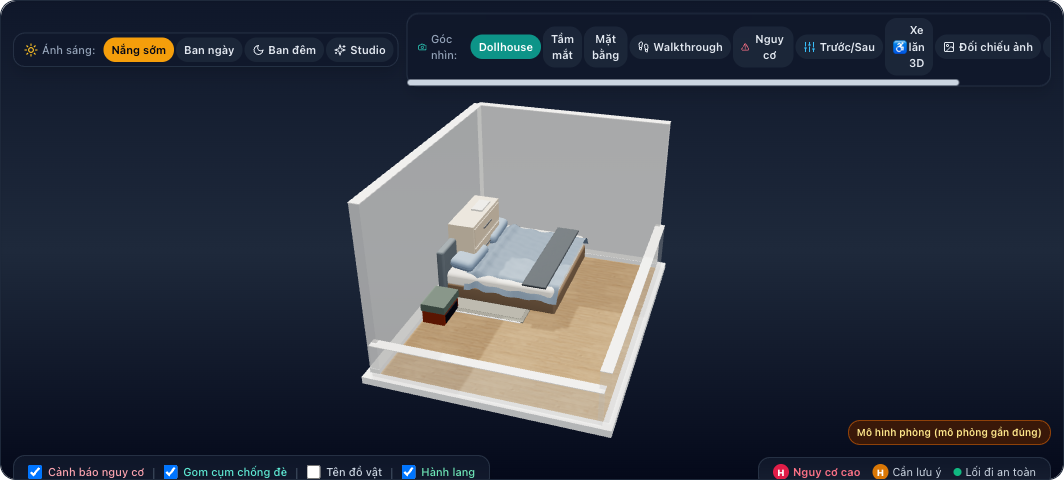 Ánh sáng: Nắng sớm Ban ngày Ban đêm Studio
Góc nhìn: Dollhouse Tầm mắt Mặt bằng Walkthrough Nguy cơ Trước/Sau Xe lăn 3D Đối chiếu ảnh
Mô hình phòng (mô phỏng gần đúng)
Cảnh báo nguy cơ | Gom cụm chống đè | Tên đồ vật | Hành lang
H Nguy cơ cao H Cần lưu ý Lối đi an toàn